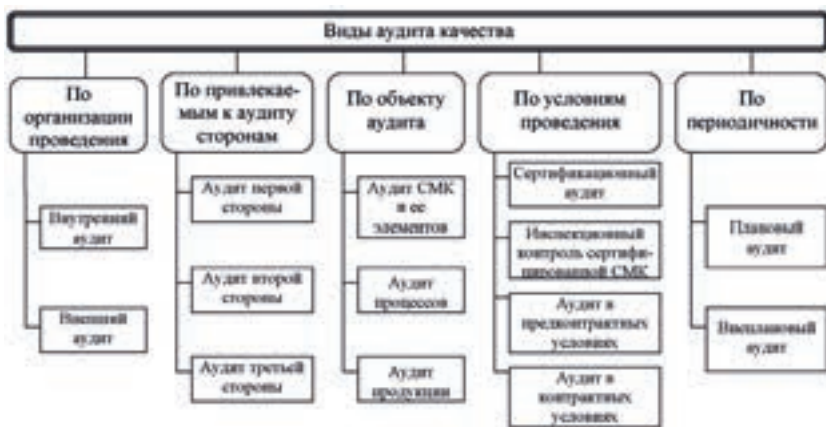 Виды аудита качества
По
организации
проведения
По привлекае-
мым к аудиту
сторонам
По объекту
аудита
По условиям
проведения
По
периодичности
Внутренний
аудит
Внешний
аудит
Аудит первой
стороны
Аудит второй
стороны
Аудит третьей
стороны
Аудит СМК
и ее
элементов
Аудит
процессов
Аудит
продукции
Сертификационный
аудит
Инспекционный
контроль сертифи-
цированной СМК
Аудит в
предконтрактных
условиях
Аудит в
контрактных
условиях
Плановый
аудит
Внеплановый
аудит